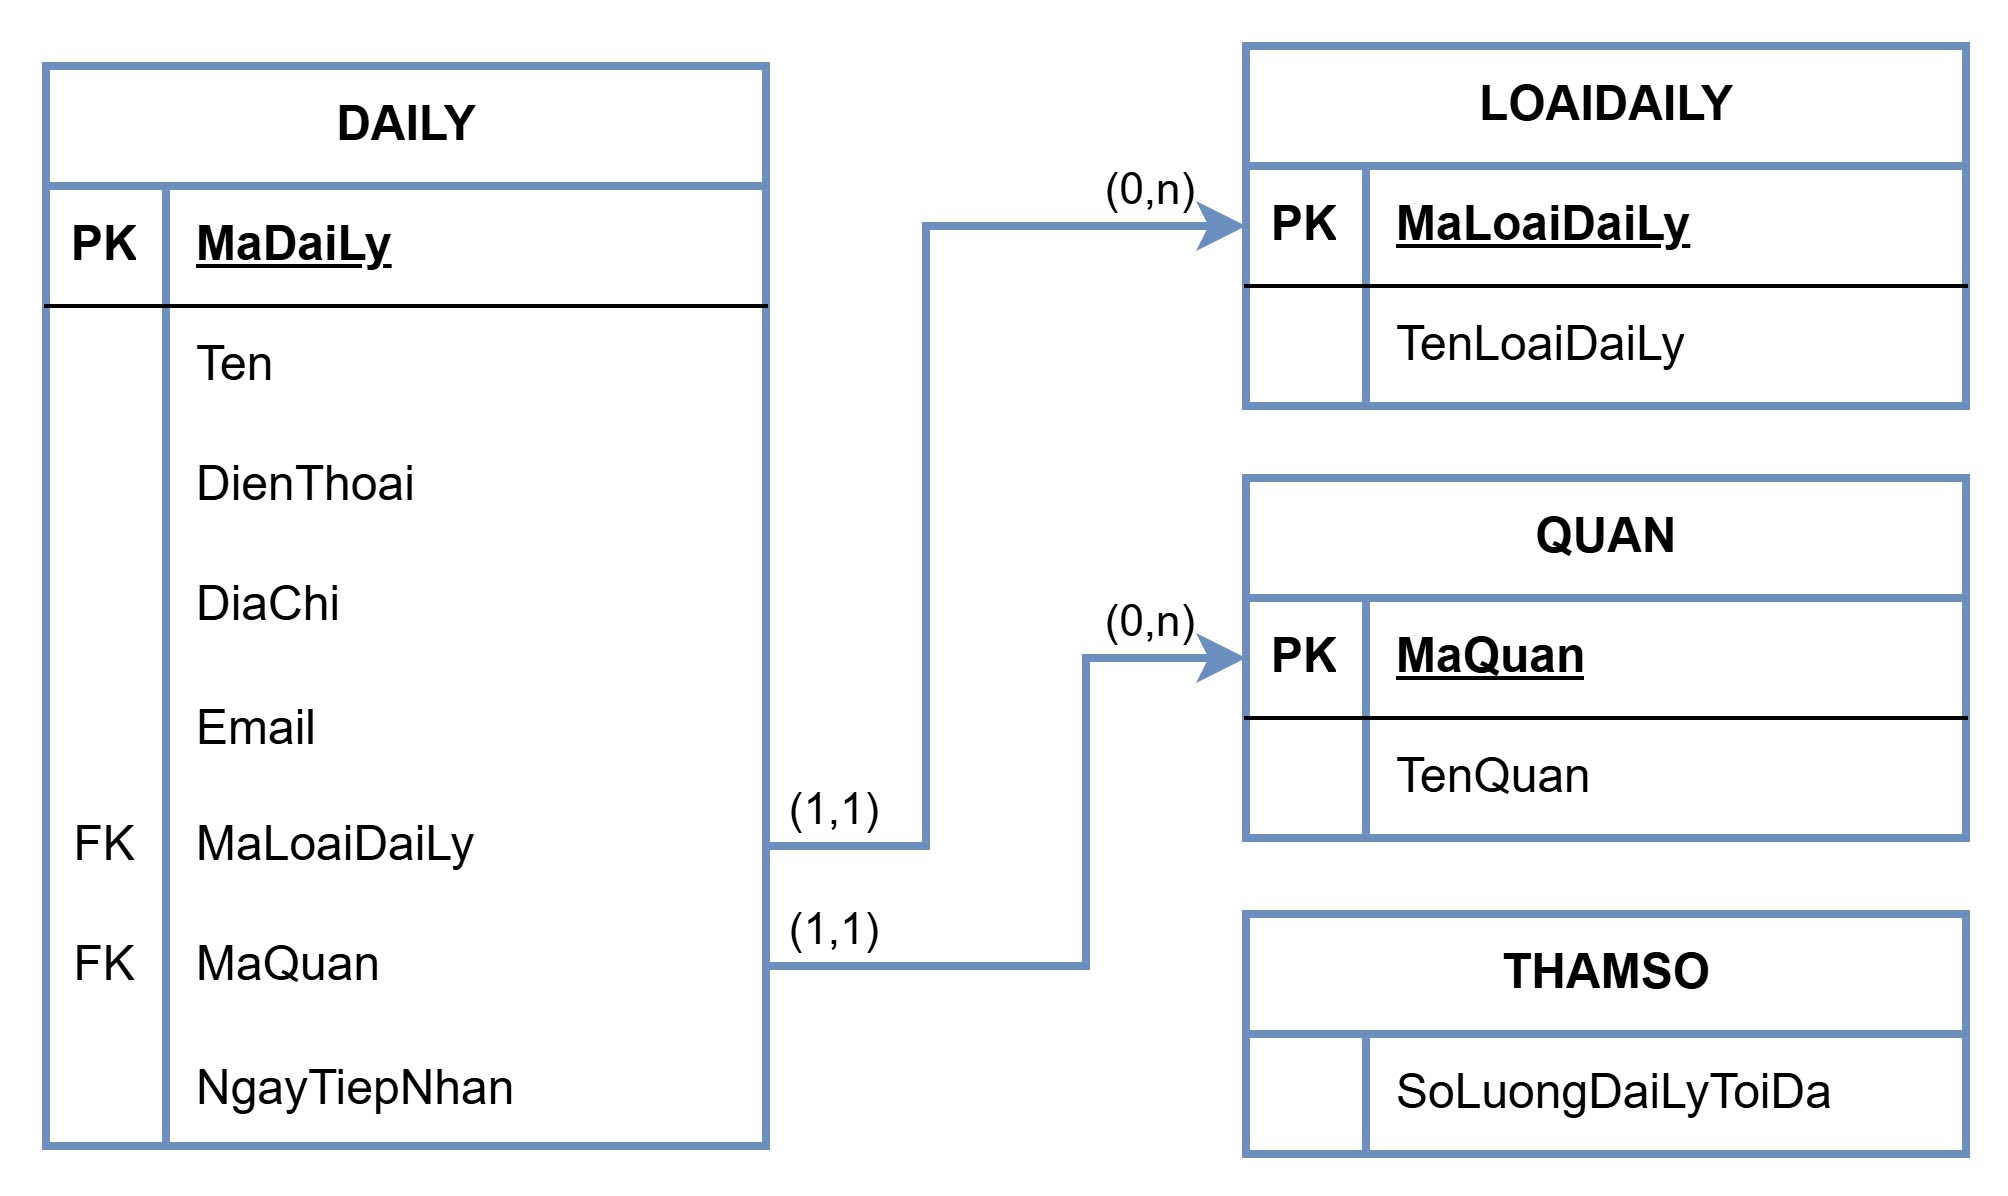 DAILY
PK MaDaiLy
Ten
DienThoai
DiaChi
Email
FK MaLoaiDaiLy
FK MaQuan
NgayTiepNhan
(1,1)
(1,1)
(0,n)
(0,n)
LOAIDAILY
PK MaLoaiDaiLy
TenLoaiDaiLy
QUAN
PK MaQuan
TenQuan
THAMSO
SoLuongDaiLyToiDa